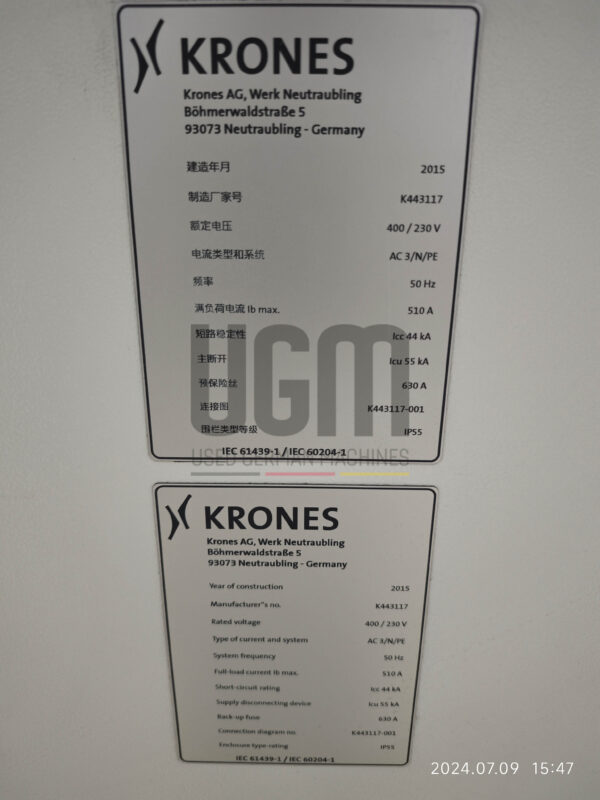 KRONES
Krones AG, Werk Neutraubling
Böhmerwaldstraße 5
93073 Neutraubling - Germany
建造年月 2015
制造厂家号 K443117
额定电压 400 / 230 V
电流类型和系统 AC 3/N/PE
频率 50 Hz
满负荷电流 Ib max. 510 A
短路稳定性 Icc 44 kA
主断开 Icu 55 kA
预保险丝 630 A
连接图 K443117-001
围栏类型等级 IP55
IEC 61439-1 / IEC 60204-1
UGM
USED GERMAN MACHINES
KRONES
Krones AG, Werk Neutraubling
Böhmerwaldstraße 5
93073 Neutraubling - Germany
Year of construction 2015
Manufacturer"s no. K443117
Rated voltage 400 / 230 V
Type of current and system AC 3/N/PE
System frequency 50 Hz
Full-load current Ib max. 510 A
Short-circuit rating Icc 44 kA
Supply disconnecting device Icu 55 kA
Back-up fuse 630 A
Connection diagram no. K443117-001
Enclosure type rating IP55
IEC 61439-1 / IEC 60204-1
2024.07.09 15:47